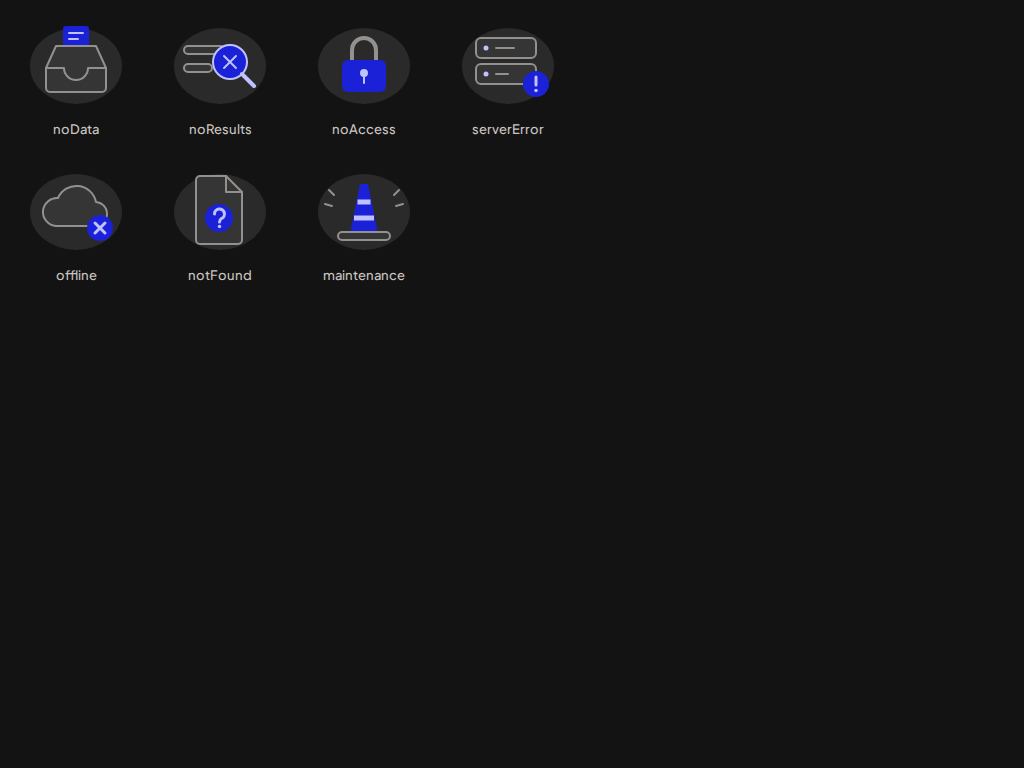 noData
noResults
noAccess
serverError
offline
notFound
maintenance